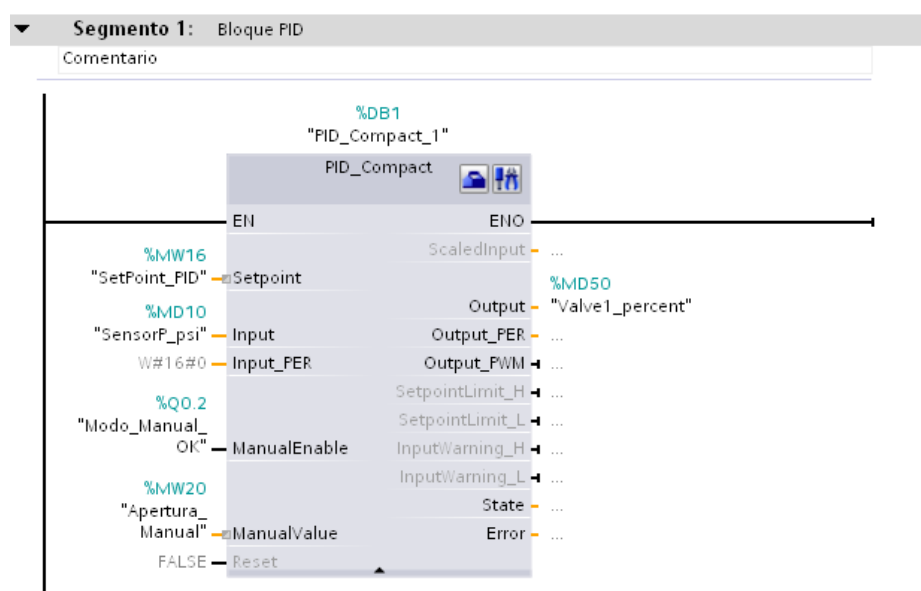 Segmento 1: Bloque PID
Comentario
%DB1
"PID_Compact_1"
PID_Compact
EN ENO
ScaledInput ...
%MW16
"SetPoint_PID" Setpoint
%MD50
Output "Valve1_percent"
%MD10
"SensorP_psi" Input Output_PER ...
W#16#0 Input_PER Output_PWM ...
SetpointLimit_H ...
%Q0.2
"Modo_Manual_ SetpointLimit_L ...
OK" ManualEnable InputWarning_H ...
InputWarning_L ...
%MW20
"Apertura_ State ...
Manual" ManualValue Error ...
FALSE Reset